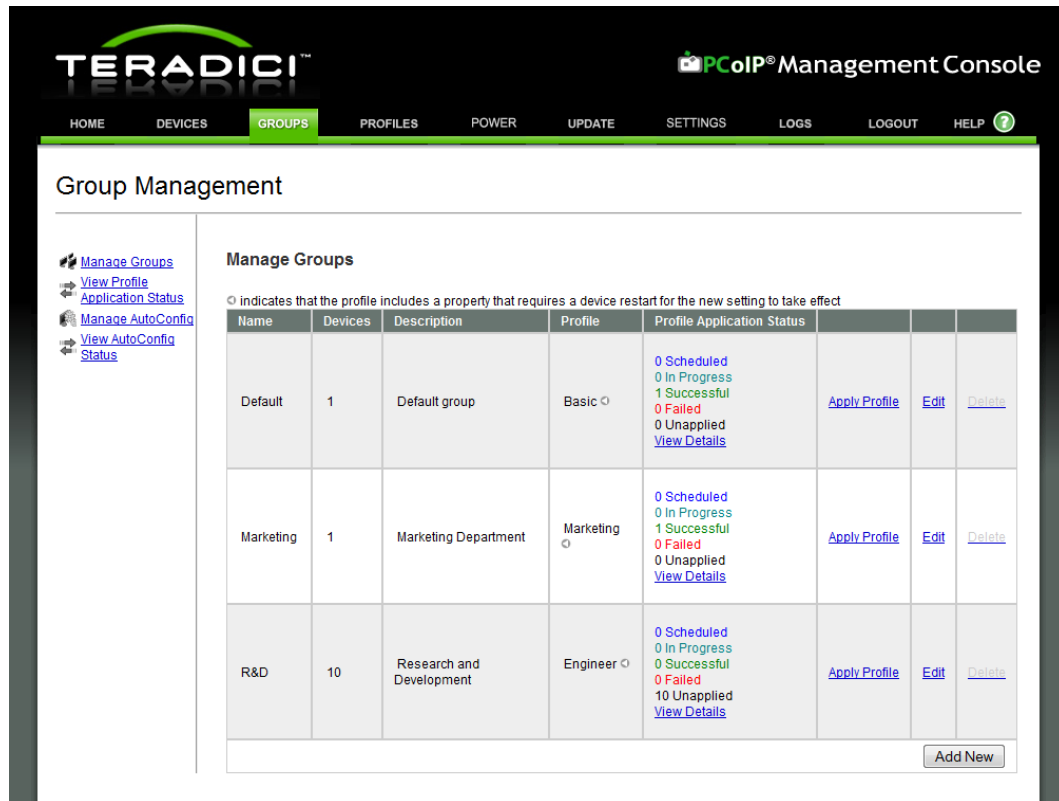 TERADICI™
PCoIP® Management Console
HOME DEVICES GROUPS PROFILES POWER UPDATE SETTINGS LOGS LOGOUT HELP ?
Group Management
Manage Groups
View Profile
Application Status
Manage AutoConfig
View AutoConfig
Status
Manage Groups
indicates that the profile includes a property that requires a device restart for the new setting to take effect
Name Devices Description Profile Profile Application Status
Default 1 Default group Basic
0 Scheduled
0 In Progress
1 Successful
0 Failed
0 Unapplied
View Details
Apply Profile Edit Delete
Marketing 1 Marketing Department Marketing
0 Scheduled
0 In Progress
1 Successful
0 Failed
0 Unapplied
View Details
Apply Profile Edit Delete
R&D 10 Research and
Development
Engineer
0 Scheduled
0 In Progress
0 Successful
0 Failed
10 Unapplied
View Details
Apply Profile Edit Delete
Add New